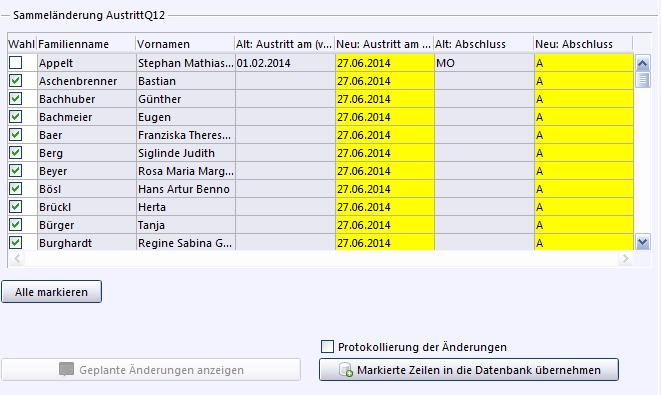 Sammeländerung AustrittQ12
Wahl Familienname Vornamen Alt: Austritt am (v... Neu: Austritt am ... Alt: Abschluss Neu: Abschluss
Appelt Stephan Mathias... 01.02.2014 27.06.2014 MO A
Aschenbrenner Bastian 27.06.2014 A
Bachhuber Günther 27.06.2014 A
Bachmeier Eugen 27.06.2014 A
Baer Franziska Theres... 27.06.2014 A
Berg Siglinde Judith 27.06.2014 A
Beyer Rosa Maria Marg... 27.06.2014 A
Bösl Hans Artur Benno 27.06.2014 A
Brückl Herta 27.06.2014 A
Bürger Tanja 27.06.2014 A
Burghardt Regine Sabina G... 27.06.2014 A
Alle markieren
Protokollierung der Änderungen
Geplante Änderungen anzeigen Markierte Zeilen in die Datenbank übernehmen